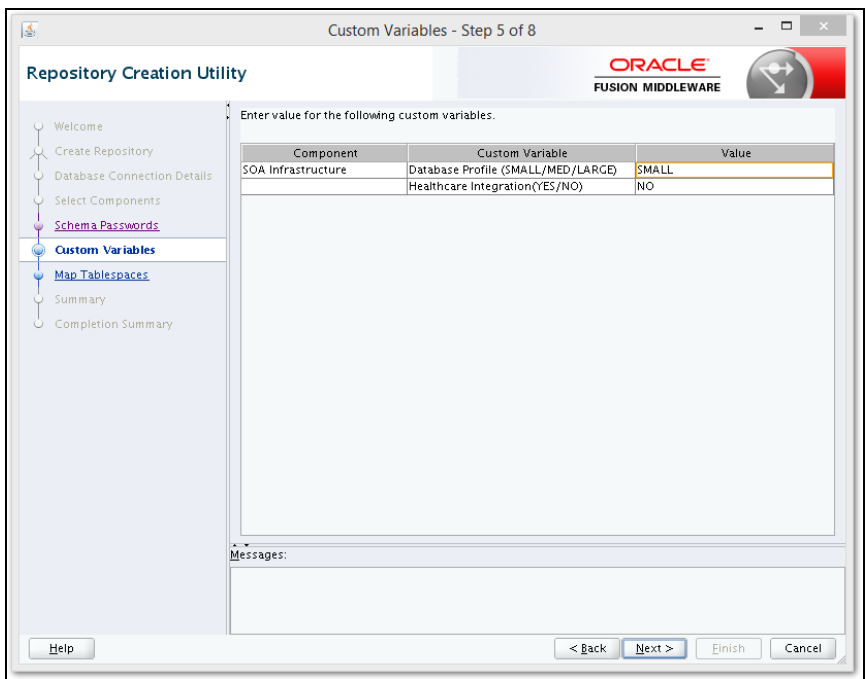 Custom Variables - Step 5 of 8
Repository Creation Utility
ORACLE
FUSION MIDDLEWARE
Welcome
Create Repository
Database Connection Details
Select Components
Schema Passwords
Custom Variables
Map Tablespaces
Summary
Completion Summary
Enter value for the following custom variables.
Component Custom Variable Value
SOA Infrastructure Database Profile (SMALL/MED/LARGE) SMALL
Healthcare Integration(YES/NO) NO
Messages:
Help < Back Next > Finish Cancel